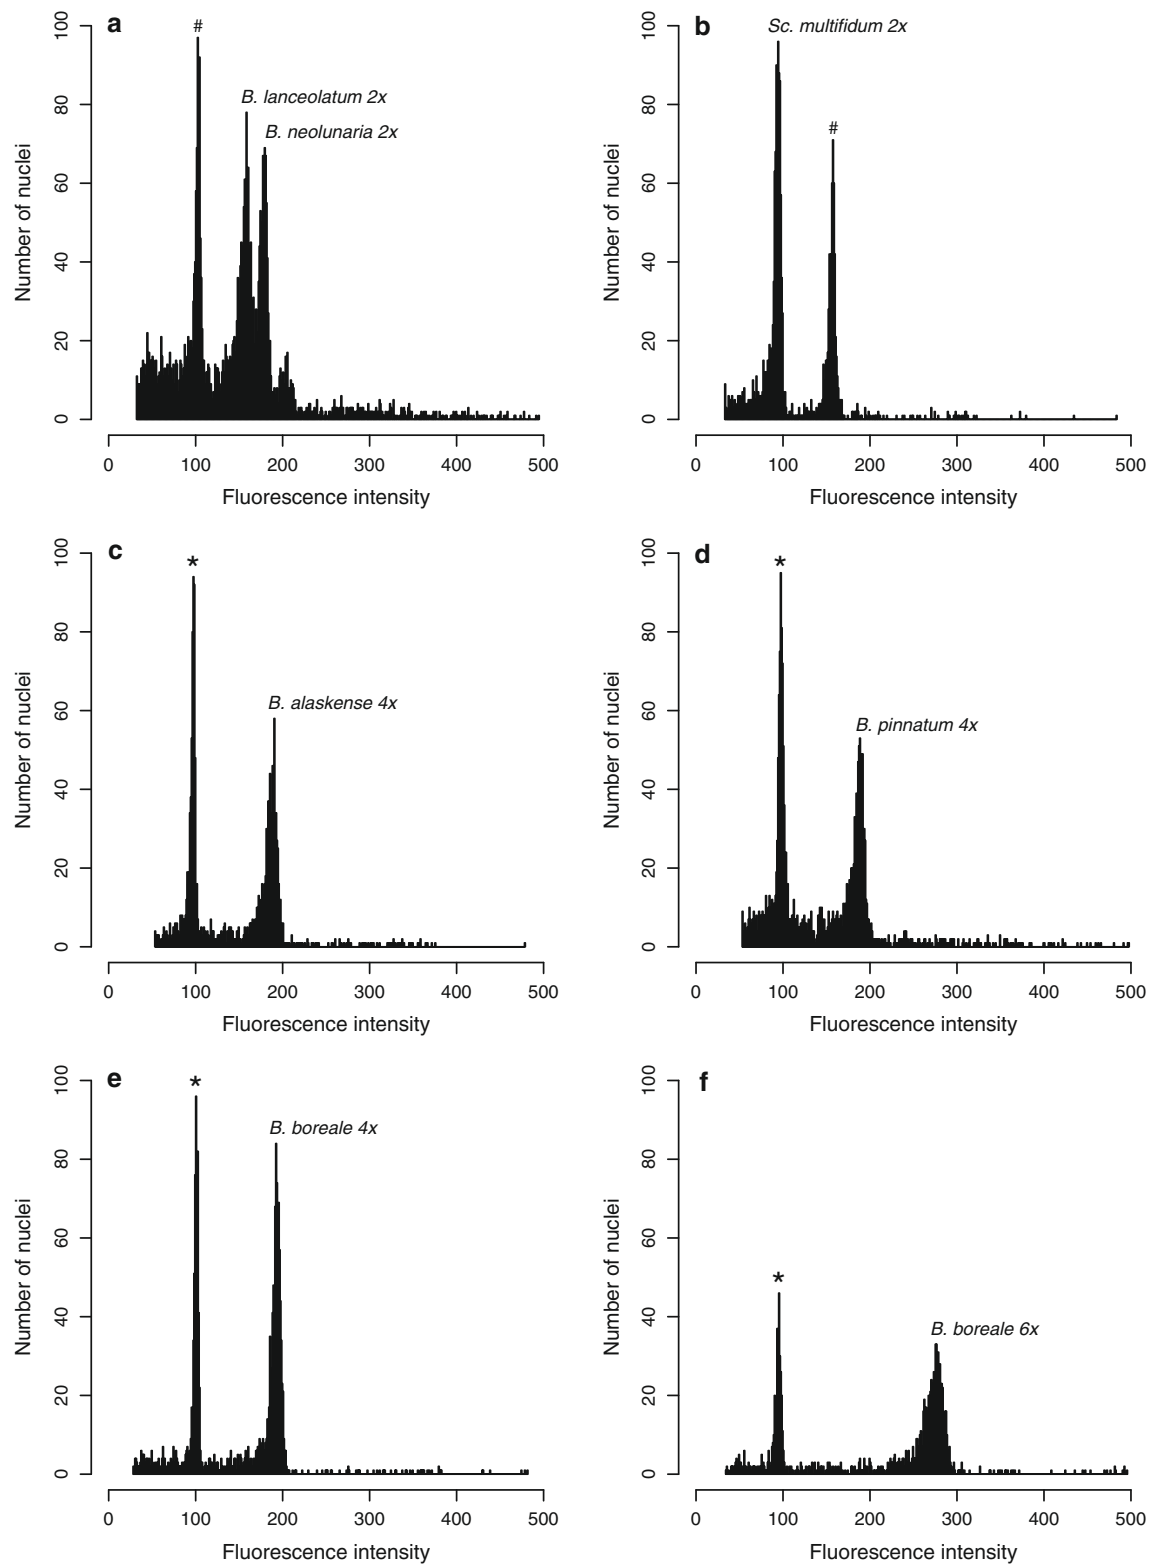 a
#
B. lanceolatum 2x
B. neolunaria 2x
Number of nuclei
0 20 40 60 80 100
0 100 200 300 400 500
Fluorescence intensity
b
Sc. multifidum 2x
#
Number of nuclei
0 20 40 60 80 100
0 100 200 300 400 500
Fluorescence intensity
c
*
B. alaskense 4x
Number of nuclei
0 20 40 60 80 100
0 100 200 300 400 500
Fluorescence intensity
d
*
B. pinnatum 4x
Number of nuclei
0 20 40 60 80 100
0 100 200 300 400 500
Fluorescence intensity
e
*
B. boreale 4x
Number of nuclei
0 20 40 60 80 100
0 100 200 300 400 500
Fluorescence intensity
f
*
B. boreale 6x
Number of nuclei
0 20 40 60 80 100
0 100 200 300 400 500
Fluorescence intensity